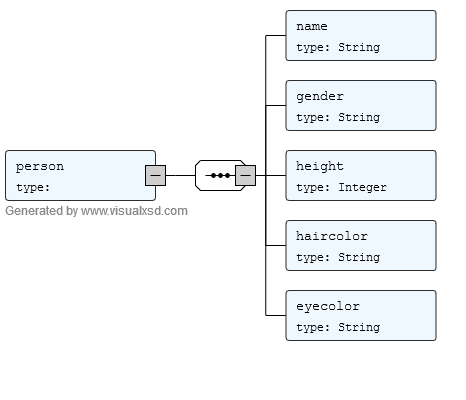 name
type: String
gender
type: String
person
type:
Generated by www.visualxsd.com
height
type: Integer
haircolor
type: String
eyecolor
type: String